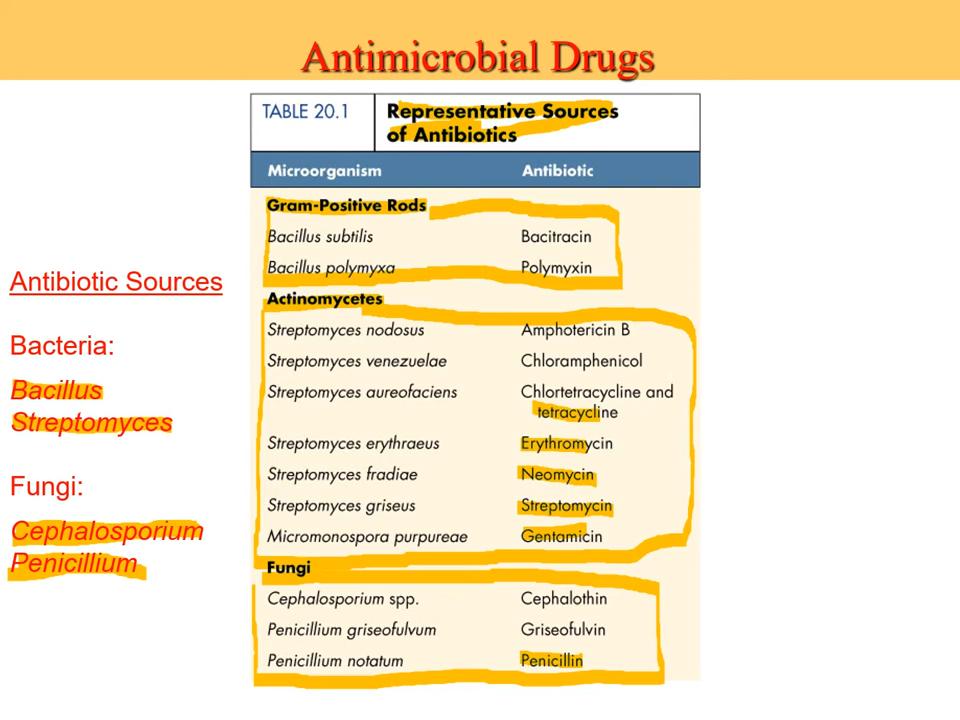 Antimicrobial Drugs
TABLE 20.1
Representative Sources
of Antibiotics
Microorganism Antibiotic
Gram-Positive Rods
Bacillus subtilis Bacitracin
Bacillus polymyxa Polymyxin
Actinomycetes
Streptomyces nodosus Amphotericin B
Streptomyces venezuelae Chloramphenicol
Streptomyces aureofaciens Chlortetracycline and
tetracycline
Streptomyces erythraeus Erythromycin
Streptomyces fradiae Neomycin
Streptomyces griseus Streptomycin
Micromonospora purpureae Gentamicin
Fungi
Cephalosporium spp. Cephalothin
Penicillium griseofulvum Griseofulvin
Penicillium notatum Penicillin
Antibiotic Sources
Bacteria:
Bacillus
Streptomyces
Fungi:
Cephalosporium
Penicillium